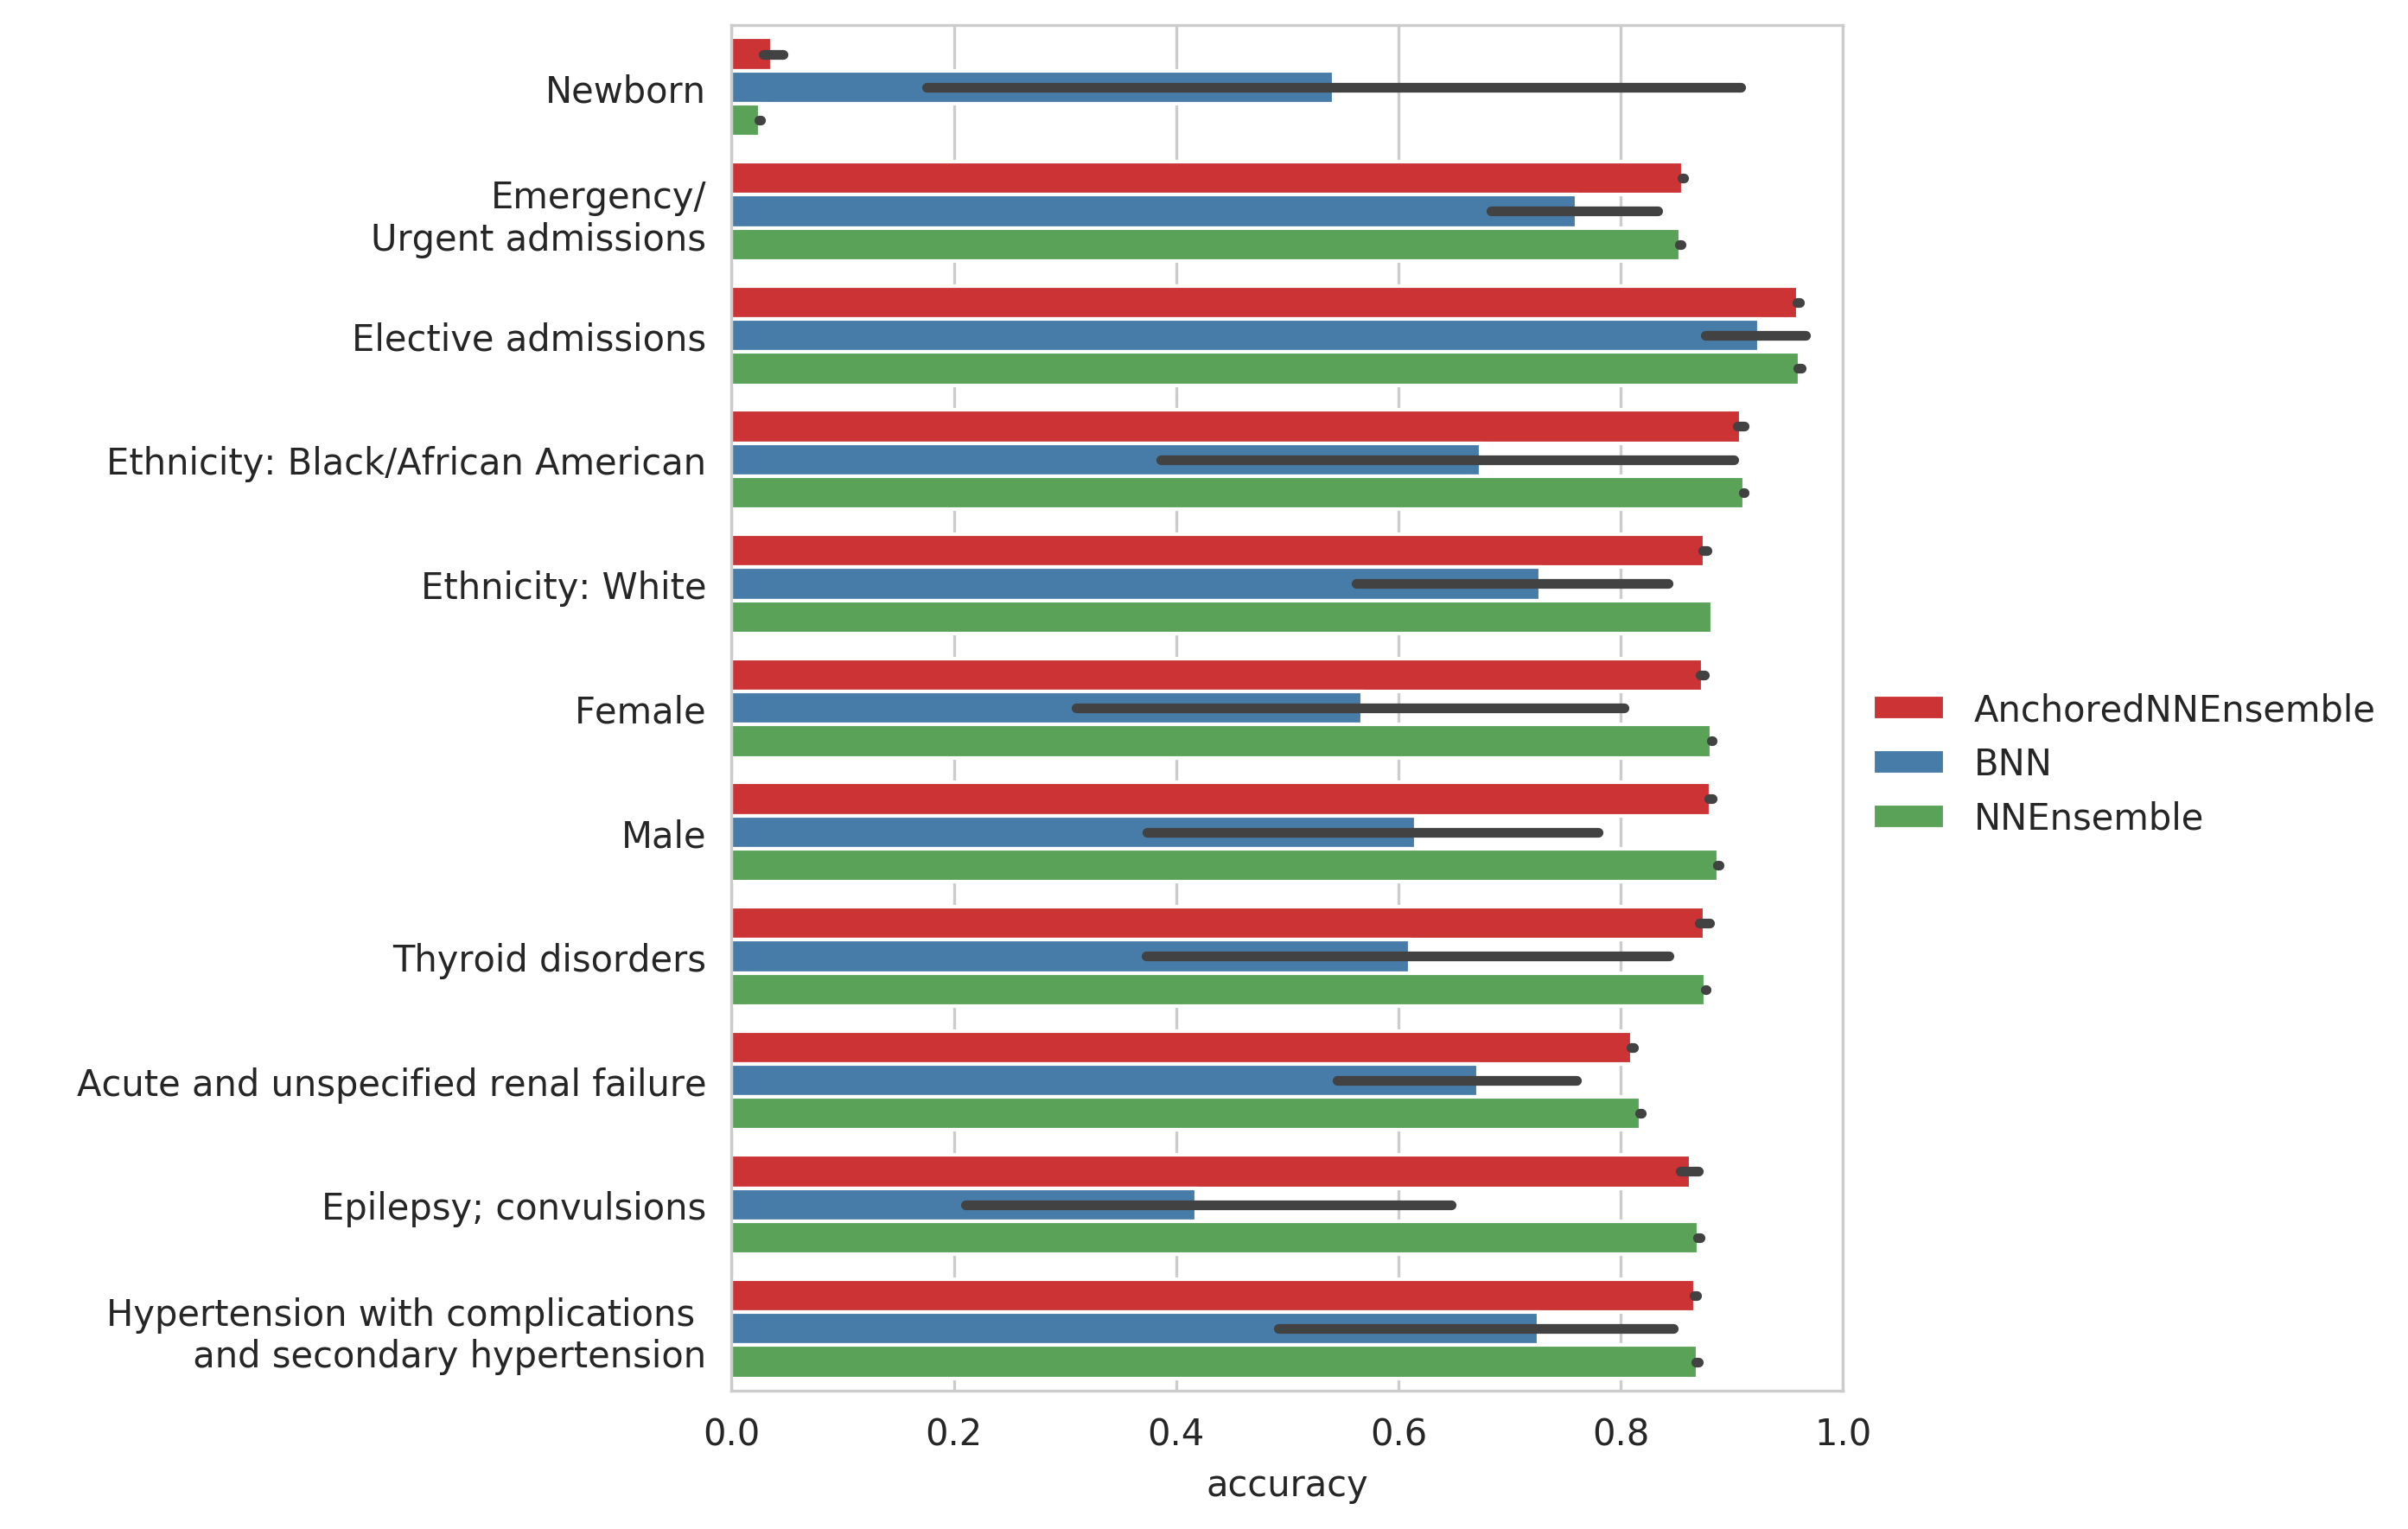 Newborn
Emergency/
Urgent admissions
Elective admissions
Ethnicity: Black/African American
Ethnicity: White
Female
Male
Thyroid disorders
Acute and unspecified renal failure
Epilepsy; convulsions
Hypertension with complications
and secondary hypertension
0.0 0.2 0.4 0.6 0.8 1.0
accuracy
AnchoredNNEnsemble
BNN
NNEnsemble